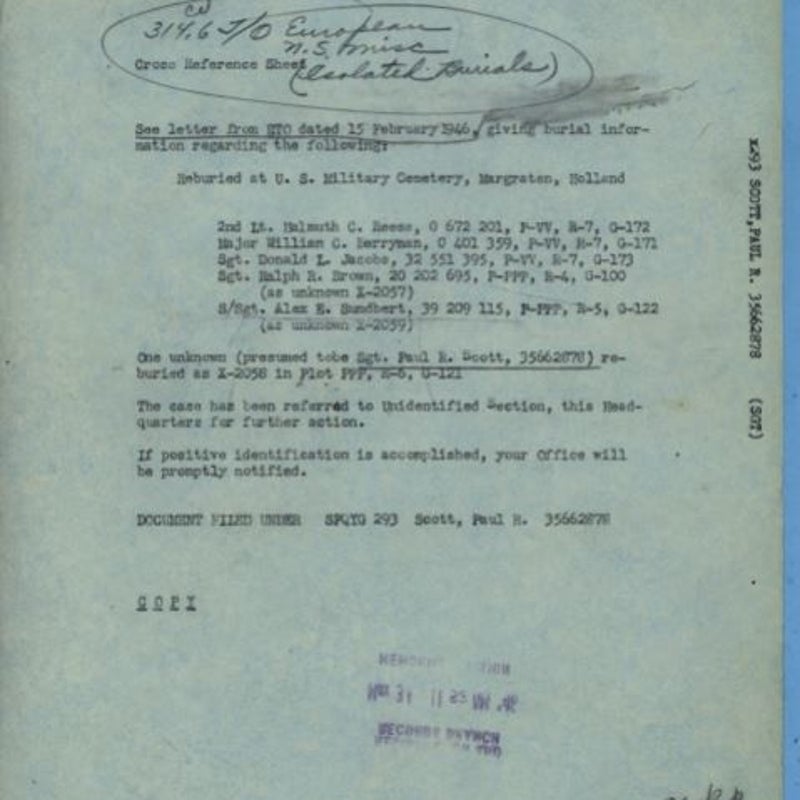 314.6 T/O European
N.S. misc
Cross Reference Sheet
(Isolated Burials)
See letter from ETO dated 15 February 1946, giving burial infor-
mation regarding the following:
Reburied at U. S. Military Cemetery, Margraten, Holland
2nd Lt. Halmuth C. Reese, O 672 201, P-VV, R-7, G-172
Major William C. Berryman, O 401 359, P-VV, R-7, G-171
Sgt. Donald L. Jacobs, 32 551 395, P-VV, R-7, G-173
Sgt. Ralph R. Brown, 20 202 695, P-PPP, R-4, G-100
(as unknown X-2057)
S/Sgt. Alex E. Sundbert, 39 209 115, P-PPP, R-5, G-122
(as unknown X-2059)
One unknown (presumed tobe Sgt. Paul R. Scott, 35662878) re-
buried as X-2058 in Plot PPP, R-6, G-121
The case has been referred to Unidentified Section, this Head-
quarters for further action.
If positive identification is accomplished, your Office will
be promptly notified.
DOCUMENT FILED UNDER SPQYG 293 Scott, Paul R. 35662878
COPY
RECORDS BRANCH
X293 SCOTT, PAUL R. 35662878 (SGT)